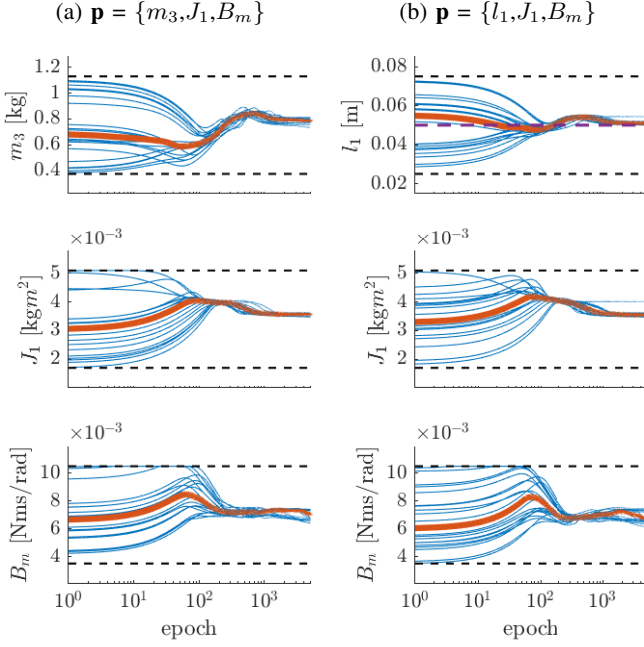 (a) 𝐩 = {m₃,J₁,Bₘ}
(b) 𝐩 = {l₁,J₁,Bₘ}
1.2
1
0.8
0.6
0.4
m₃ [kg]
0.08
0.06
0.04
0.02
l₁ [m]
×10⁻³
5
4
3
2
J₁ [kgm²]
×10⁻³
5
4
3
2
J₁ [kgm²]
×10⁻³
10
8
6
4
Bₘ [Nms/rad]
10⁰ 10¹ 10² 10³
epoch
×10⁻³
10
8
6
4
Bₘ [Nms/rad]
10⁰ 10¹ 10² 10³
epoch